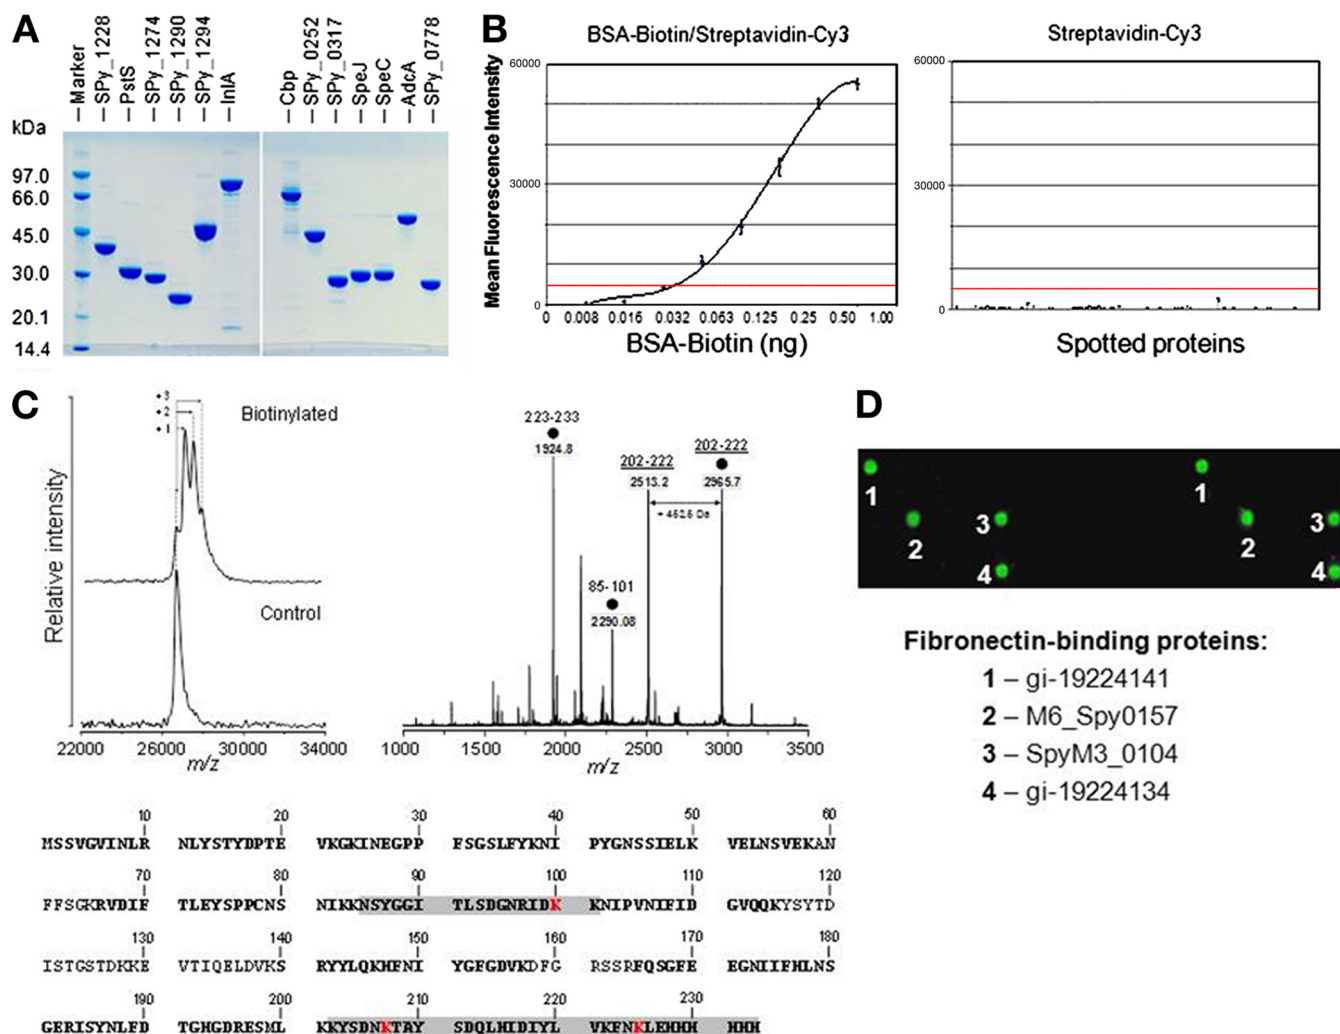 A
Marker
SPy_1228
PstS
SPy_1274
SPy_1290
SPy_1294
InlA
Cbp
SPy_0252
SPy_0317
SpeJ
SpeC
AdcA
SPy_0778
kDa
97.0
66.0
45.0
30.0
20.1
14.4
B
BSA-Biotin/Streptavidin-Cy3
Mean Fluorescence Intensity
60000
30000
0
0 0.008 0.016 0.032 0.063 0.125 0.25 0.50 1.00
BSA-Biotin (ng)
Streptavidin-Cy3
60000
30000
0
Spotted proteins
C
Relative intensity
+3
+2
+1
Biotinylated
Control
22000 26000 30000 34000
m/z
223-233
1924.8
202-222
2513.2
202-222
2965.7
+ 452.5 Da
85-101
2290.08
1000 1500 2000 2500 3000 3500
m/z
10 20 30 40 50 60
MSSVGVINLR NLYSTYDPTE VKGKINEGPP FSGSLFYKNI PYGNSSIELK VELNSVEKAN
70 80 90 100 110 120
FFSGKRVDIF TLEYSPPCNS NIKKNSYGGI TLSDGNRIDK KNIPVNIFID GVQQKYSYTD
130 140 150 160 170 180
ISTGSTDKKE VTIQELDVKS RYYLQKHFNI YGFGDVKDFG RSSRFQSGFE EGNIIFHLNS
190 200 210 220 230
GERISYNLFD TGHGDRESML KKYSDNKTAY SDQLHIDIYL VKFNKLEHHH HHH
D
1
2
3
4
1
2
3
4
Fibronectin-binding proteins:
1 – gi-19224141
2 – M6_Spy0157
3 – SpyM3_0104
4 – gi-19224134